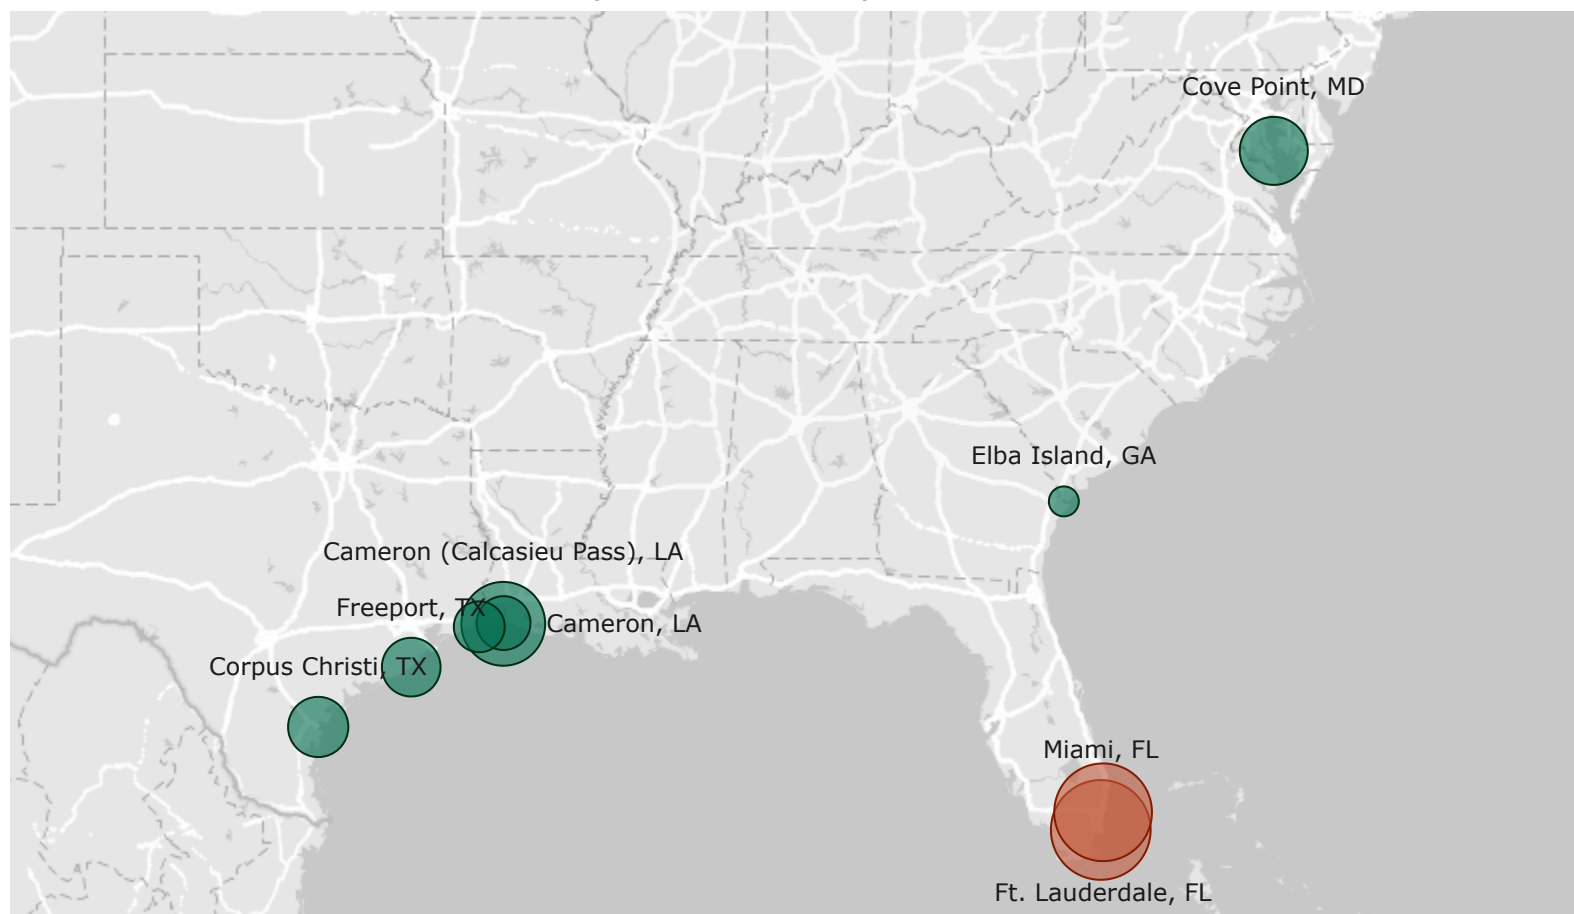 Cove Point, MD
Elba Island, GA
Cameron (Calcasieu Pass), LA
Freeport, TX
Cameron, LA
Corpus Christi, TX
Miami, FL
Ft. Lauderdale, FL